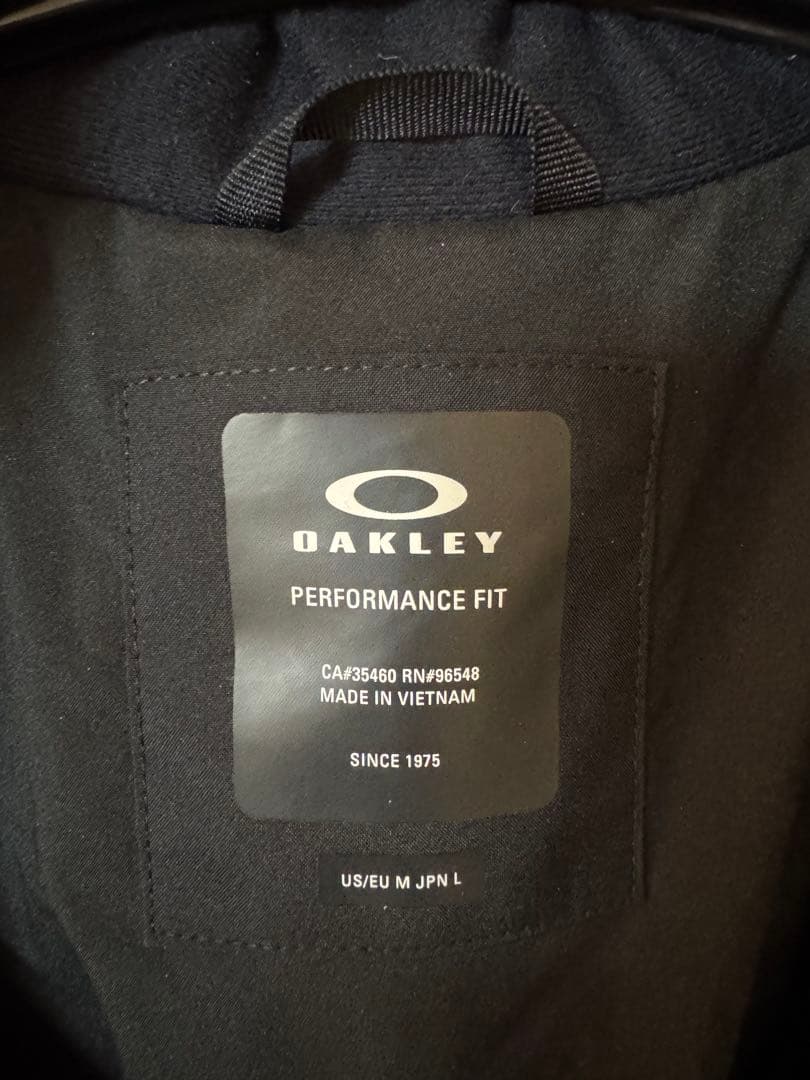 OAKLEY
PERFORMANCE FIT
CA#35460 RN#96548
MADE IN VIETNAM
SINCE 1975
US/EU M JPN L